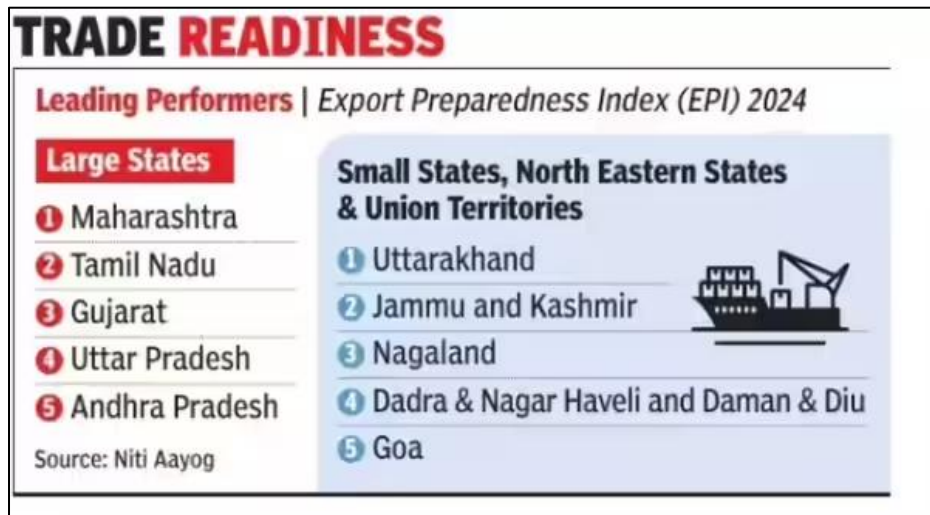 TRADE READINESS
Leading Performers | Export Preparedness Index (EPI) 2024
Large States
1 Maharashtra
2 Tamil Nadu
3 Gujarat
4 Uttar Pradesh
5 Andhra Pradesh
Source: Niti Aayog
Small States, North Eastern States
& Union Territories
1 Uttarakhand
2 Jammu and Kashmir
3 Nagaland
4 Dadra & Nagar Haveli and Daman & Diu
5 Goa